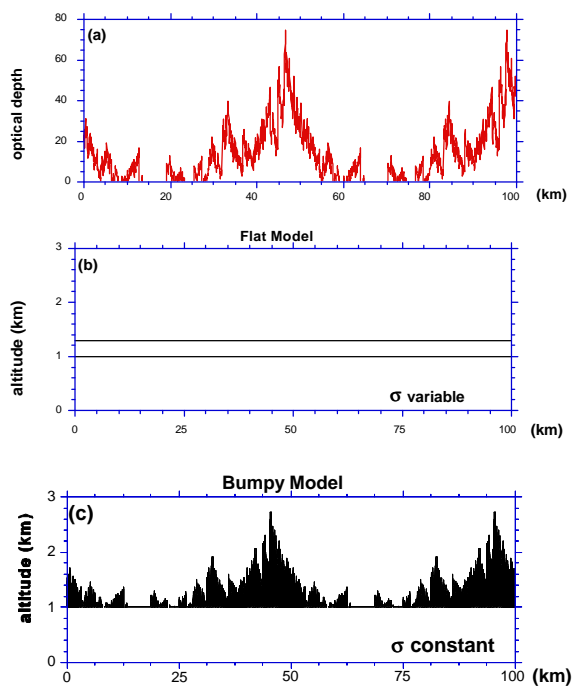 80
(a)
60
optical depth
40
20
0
0 20 40 60 80 100
(km)
Flat Model
3
(b)
altitude (km)
2
1
σ variable
0
0 25 50 75 100
(km)
Bumpy Model
3
(c)
altitude (km)
2
1
σ constant
0
0 25 50 75 100
(km)